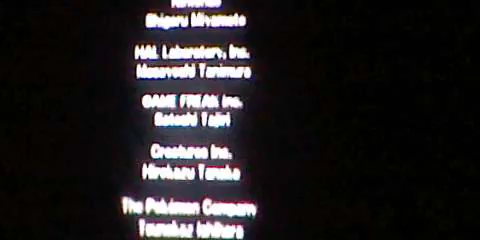 Shigeru Miyamoto
HAL Laboratory, Inc.
Masayoshi Tanimura
GAME FREAK inc.
Satoshi Tajiri
Creatures Inc.
Hirokazu Tanaka
The Pokémon Company
Tsunekaz Ishihara